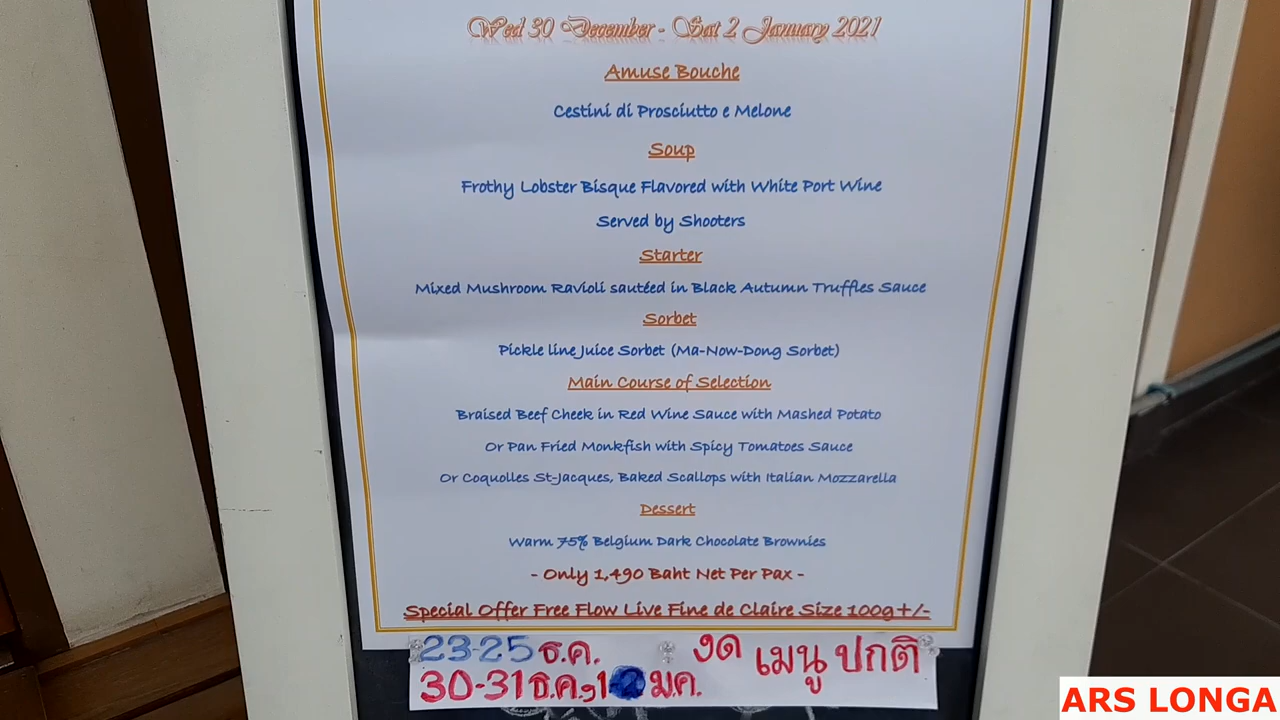 Wed 30 December - Sat 2 January 2021
Amuse Bouche
Cestini di Prosciutto e Melone
Soup
Frothy Lobster Bisque Flavored with White Port Wine
Served by Shooters
Starter
Mixed Mushroom Ravioli sautéed in Black Autumn Truffles Sauce
Sorbet
Pickle line Juice Sorbet (Ma-Now-Dong Sorbet)
Main Course of Selection
Braised Beef Cheek in Red Wine Sauce with Mashed Potato
Or Pan Fried Monkfish with Spicy Tomatoes Sauce
Or Coquolles St-Jacques, Baked Scallops with Italian Mozzarella
Dessert
Warm 75% Belgium Dark Chocolate Brownies
- Only 1,490 Baht Net Per Pax -
Special Offer Free Flow Live Fine de Claire Size 100g+/-
23-25 ธ.ค. งด เมนู ปกติ
30-31 ธ.ค, 1-2 ม.ค.
ARS LONGA